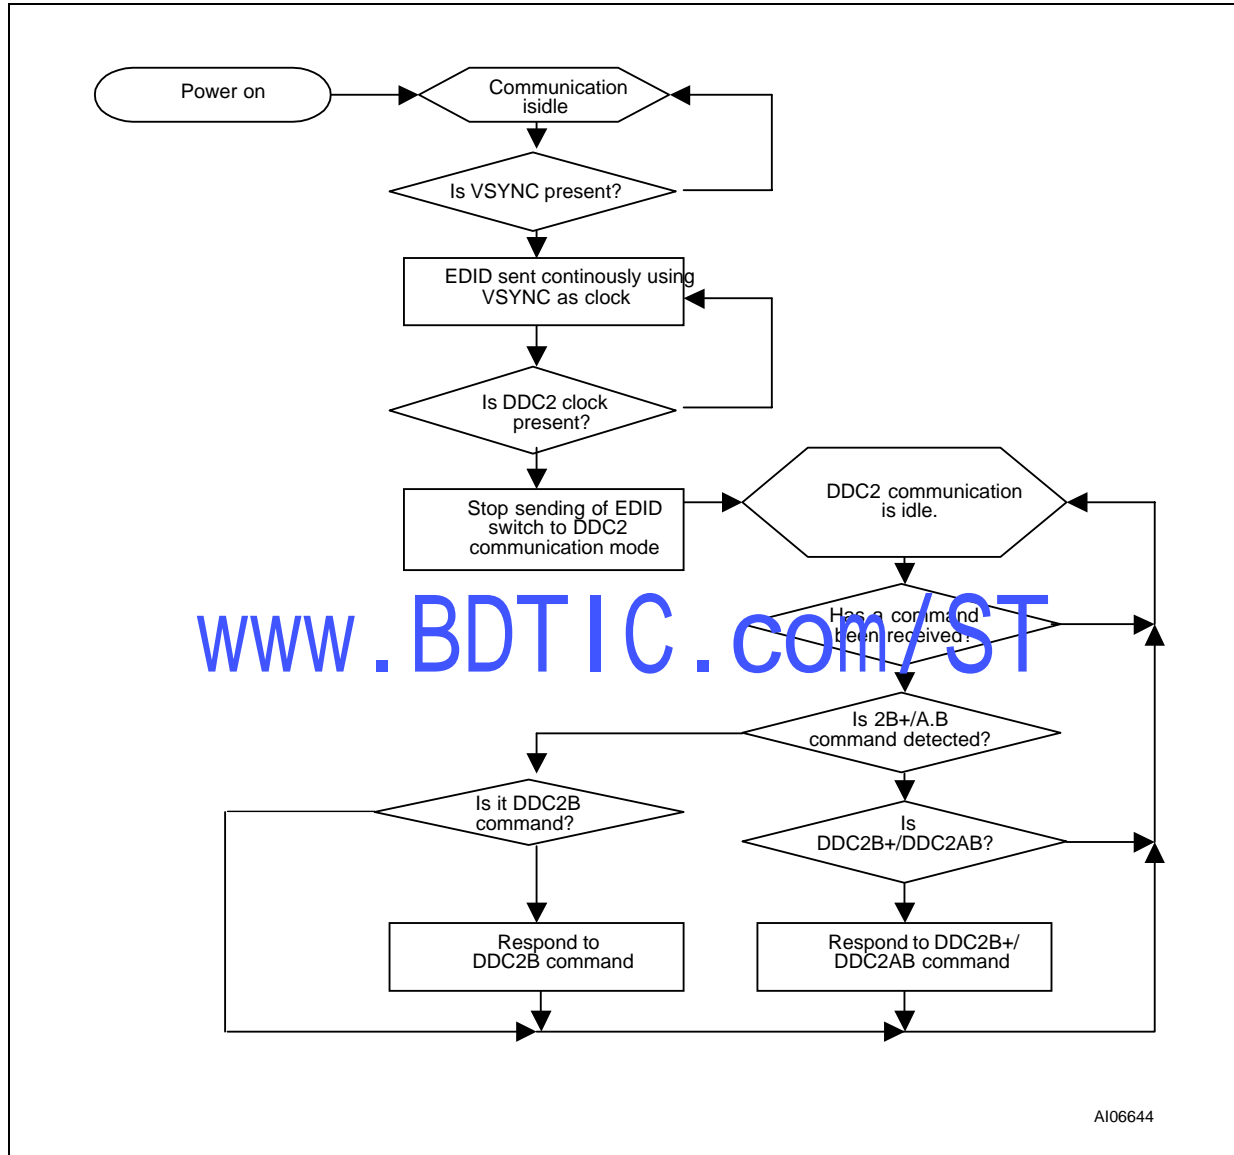 Power on
Communication
isidle
Is VSYNC present?
EDID sent continously using
VSYNC as clock
Is DDC2 clock
present?
Stop sending of EDID
switch to DDC2
communication mode
DDC2 communication
is idle.
Has a command
been received?
www.BDTIC.com/ST
Is 2B+/A.B
command detected?
Is it DDC2B
command?
Is
DDC2B+/DDC2AB?
Respond to
DDC2B command
Respond to DDC2B+/
DDC2AB command
AI06644